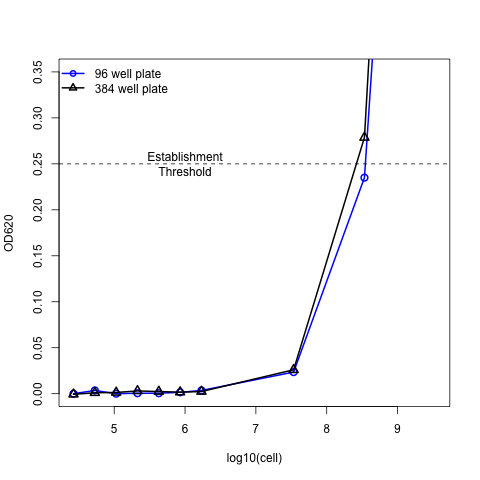 96 well plate
384 well plate
Establishment
Threshold
0.35
0.30
0.25
0.20
0.15
0.10
0.05
0.00
OD620
5 6 7 8 9
log10(cell)